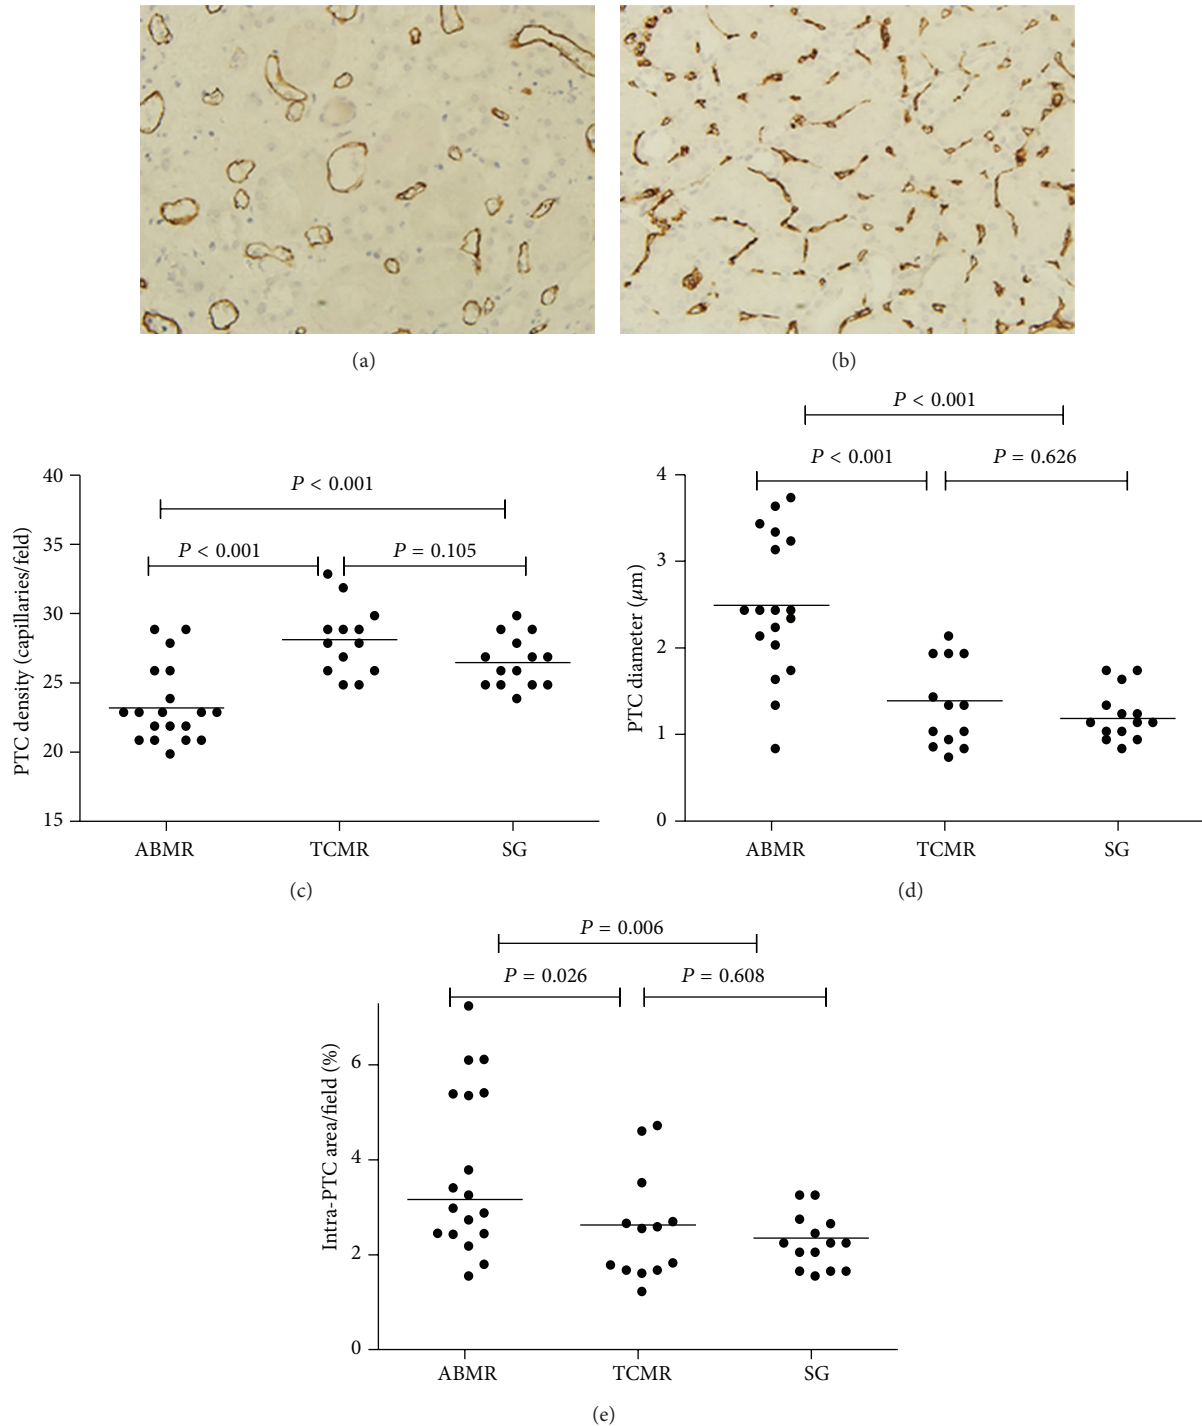 (a)
(b)
P < 0.001
P < 0.001
P < 0.001
P = 0.105
40
35
30
25
20
15
PTC density (capillaries/feld)
ABMR
TCMR
SG
(c)
P < 0.001
P < 0.001
P = 0.626
4
3
2
1
0
PTC diameter (μm)
ABMR
TCMR
SG
(d)
P = 0.006
P = 0.026
P = 0.608
6
4
2
0
Intra-PTC area/field (%)
ABMR
TCMR
SG
(e)